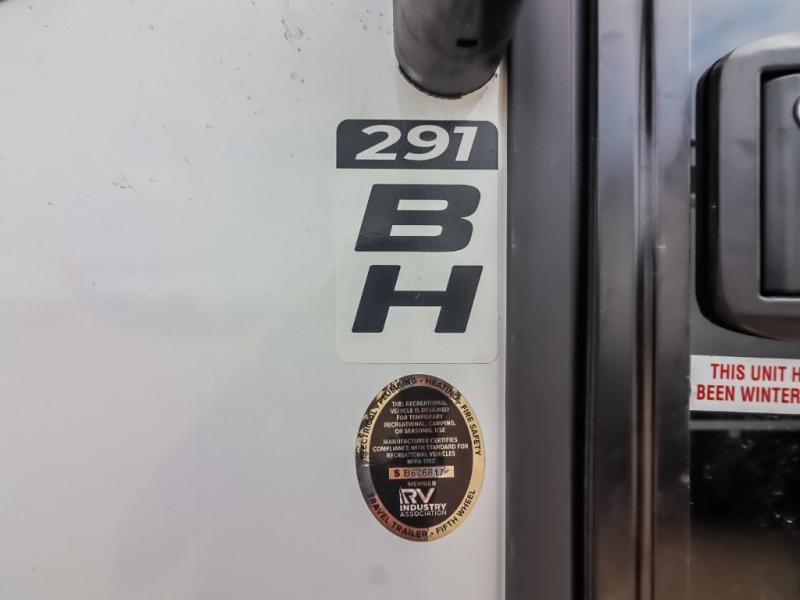 291
B
H
ELECTRICAL • PLUMBING • HEATING • FIRE SAFETY
THIS RECREATIONAL
VEHICLE IS DESIGNED
FOR TEMPORARY
RECREATIONAL, CAMPING,
OR SEASONAL USE
MANUFACTURER CERTIFIES
COMPLIANCE WITH STANDARD FOR
RECREATIONAL VEHICLES
NFPA 1192
S B676617
MEMBER
RV
INDUSTRY
ASSOCIATION
TRAVEL TRAILER • FIFTH WHEEL
THIS UNIT H
BEEN WINTER